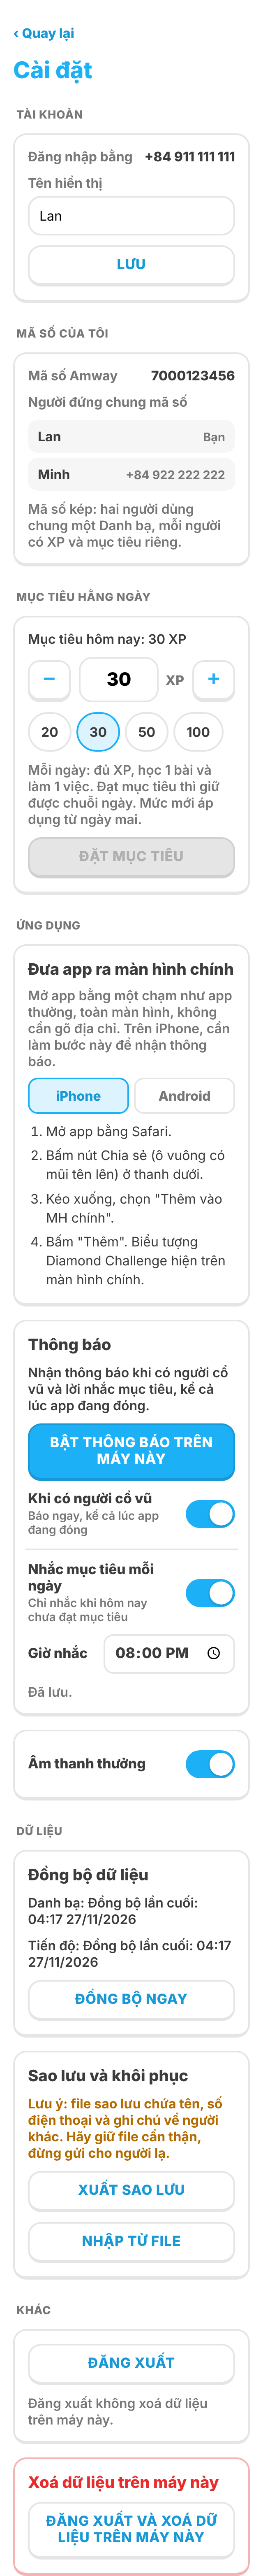 ‹ Quay lại
Cài đặt
TÀI KHOẢN
Đăng nhập bằng +84 911 111 111
Tên hiển thị
Lan
LƯU
MÃ SỐ CỦA TÔI
Mã số Amway 7000123456
Người đứng chung mã số
Lan Bạn
Minh +84 922 222 222
Mã số kép: hai người dùng
chung một Danh bạ, mỗi người
có XP và mục tiêu riêng.
MỤC TIÊU HẰNG NGÀY
Mục tiêu hôm nay: 30 XP
− 30 XP +
20 30 50 100
Mỗi ngày: đủ XP, học 1 bài và
làm 1 việc. Đạt mục tiêu thì giữ
được chuỗi ngày. Mức mới áp
dụng từ ngày mai.
ĐẶT MỤC TIÊU
ỨNG DỤNG
Đưa app ra màn hình chính
Mở app bằng một chạm như app
thường, toàn màn hình, không
cần gõ địa chỉ. Trên iPhone, cần
làm bước này để nhận thông
báo.
iPhone Android
1. Mở app bằng Safari.
2. Bấm nút Chia sẻ (ô vuông có
mũi tên lên) ở thanh dưới.
3. Kéo xuống, chọn "Thêm vào
MH chính".
4. Bấm "Thêm". Biểu tượng
Diamond Challenge hiện trên
màn hình chính.
Thông báo
Nhận thông báo khi có người cổ
vũ và lời nhắc mục tiêu, kể cả
lúc app đang đóng.
BẬT THÔNG BÁO TRÊN
MÁY NÀY
Khi có người cổ vũ
Báo ngay, kể cả lúc app
đang đóng
Nhắc mục tiêu mỗi
ngày
Chỉ nhắc khi hôm nay
chưa đạt mục tiêu
Giờ nhắc 08:00 PM
Đã lưu.
Âm thanh thưởng
DỮ LIỆU
Đồng bộ dữ liệu
Danh bạ: Đồng bộ lần cuối:
04:17 27/11/2026
Tiến độ: Đồng bộ lần cuối: 04:17
27/11/2026
ĐỒNG BỘ NGAY
Sao lưu và khôi phục
Lưu ý: file sao lưu chứa tên, số
điện thoại và ghi chú về người
khác. Hãy giữ file cẩn thận,
đừng gửi cho người lạ.
XUẤT SAO LƯU
NHẬP TỪ FILE
KHÁC
ĐĂNG XUẤT
Đăng xuất không xoá dữ liệu
trên máy này.
Xoá dữ liệu trên máy này
ĐĂNG XUẤT VÀ XOÁ DỮ
LIỆU TRÊN MÁY NÀY